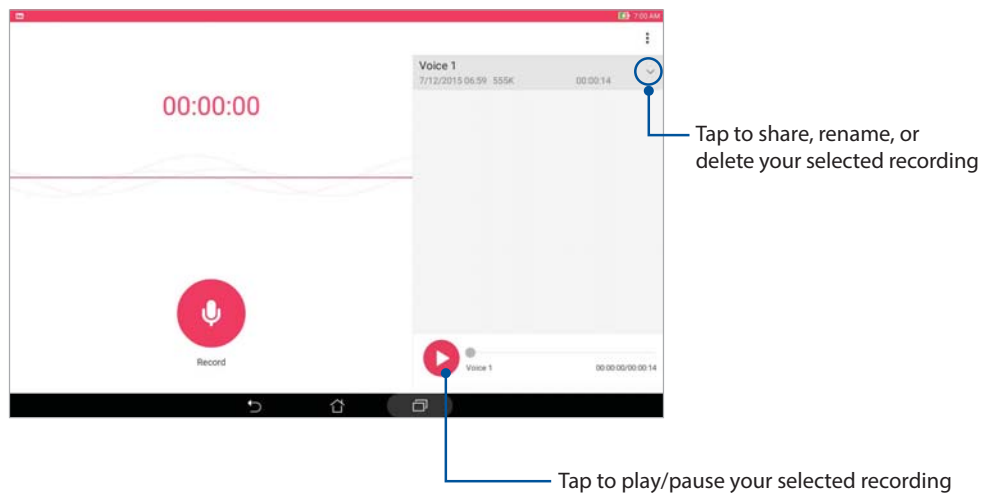 7:00 AM
Voice 1
7/12/2015 06:59 555K 00:00:14
00:00:00
Tap to share, rename, or
delete your selected recording
Record
Voice 1 00:00:00/00:00:14
Tap to play/pause your selected recording